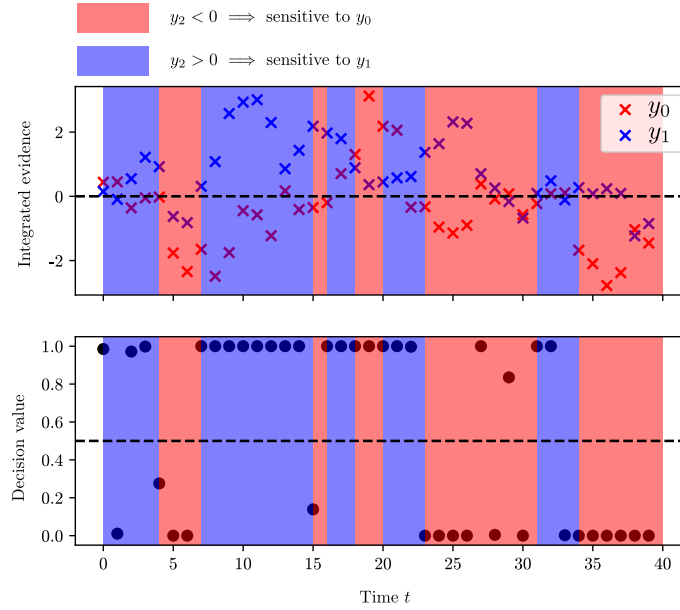 y₂ < 0 ⟹ sensitive to y₀
y₂ > 0 ⟹ sensitive to y₁
Integrated evidence
2
0
-2
y₀
y₁
Decision value
1.0
0.8
0.6
0.4
0.2
0.0
0 5 10 15 20 25 30 35 40
Time t